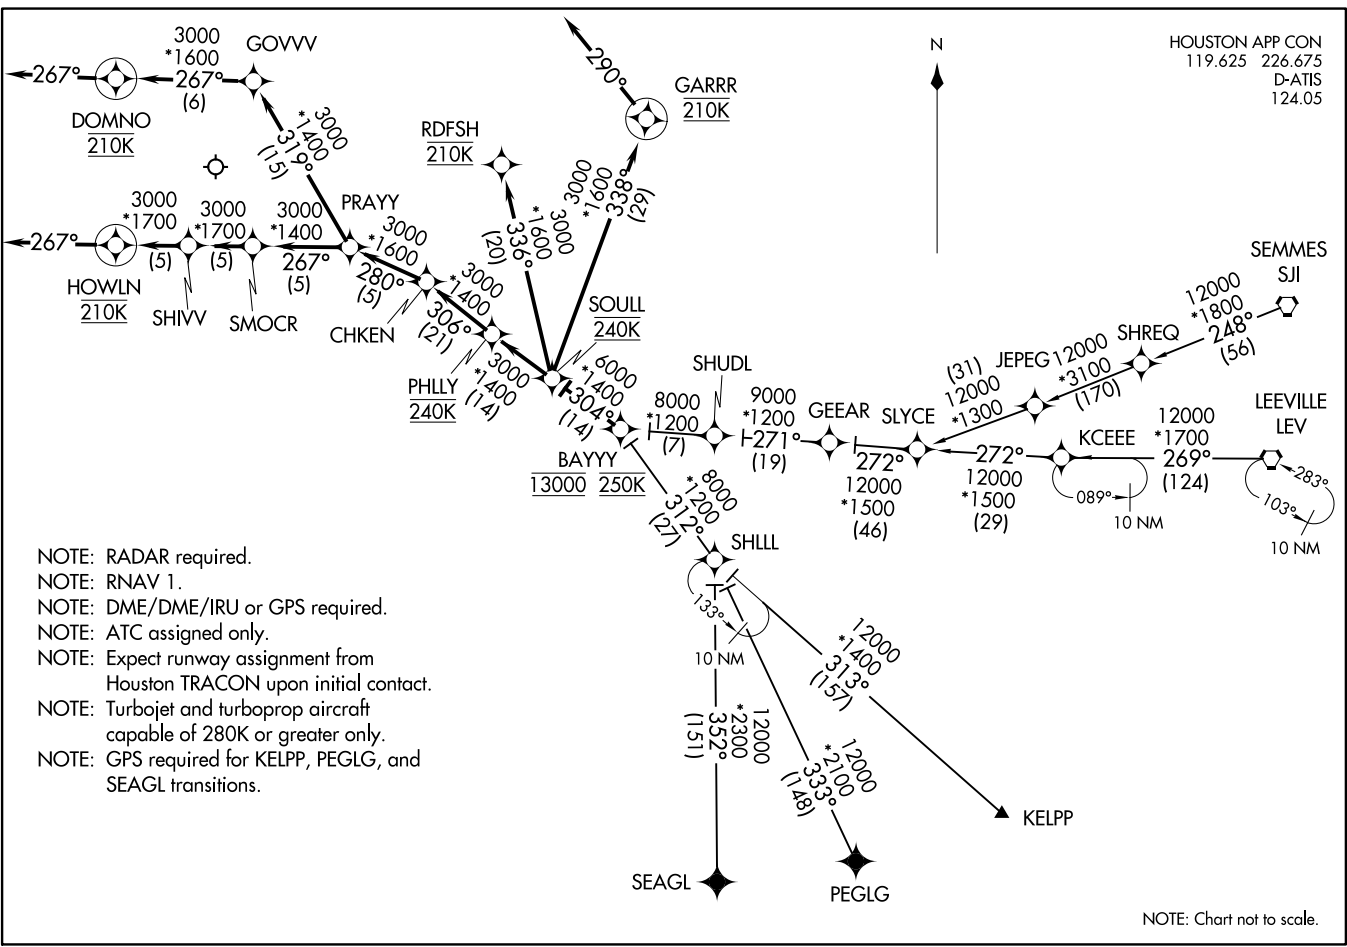 HOUSTON APP CON
119.625 226.675
D-ATIS
124.05
N
GOVVV
3000
*1600
267°
(6)
267°
DOMNO
210K
3000
*1400
319°
(15)
290°
GARRR
210K
RDFSH
210K
3000
*1600
336°
(20)
3000
*1600
338°
(29)
PRAYY
3000
*1700
3000
*1700
3000
*1400
267°
(5)
(5)
267°
(5)
HOWLN
210K
SHIVV
SMOCR
3000
*1600
280°
(5)
CHKEN
3000
*1400
306°
(21)
PHLLY
240K
3000
*1400
(14)
SOULL
240K
6000
*1400
304°
(14)
BAYYY
13000 250K
SHUDL
8000
*1200
(7)
9000
*1200
271°
(19)
GEEAR
SLYCE
272°
12000
*1500
(46)
272°
12000
*1500
(29)
(31)
12000
*1300
JEPEG
12000
*3100
(170)
SHREQ
12000
*1800
248°
(56)
SEMMES
SJI
KCEEE
12000
*1700
269°
(124)
LEEVILLE
LEV
089°
10 NM
283°
103°
10 NM
8000
*1200
312°
(27)
SHLLL
133°
10 NM
12000
*1400
313°
(157)
KELPP
12000
*2100
333°
(148)
PEGLG
12000
*2300
352°
(151)
SEAGL
NOTE: RADAR required.
NOTE: RNAV 1.
NOTE: DME/DME/IRU or GPS required.
NOTE: ATC assigned only.
NOTE: Expect runway assignment from
Houston TRACON upon initial contact.
NOTE: Turbojet and turboprop aircraft
capable of 280K or greater only.
NOTE: GPS required for KELPP, PEGLG, and
SEAGL transitions.
NOTE: Chart not to scale.